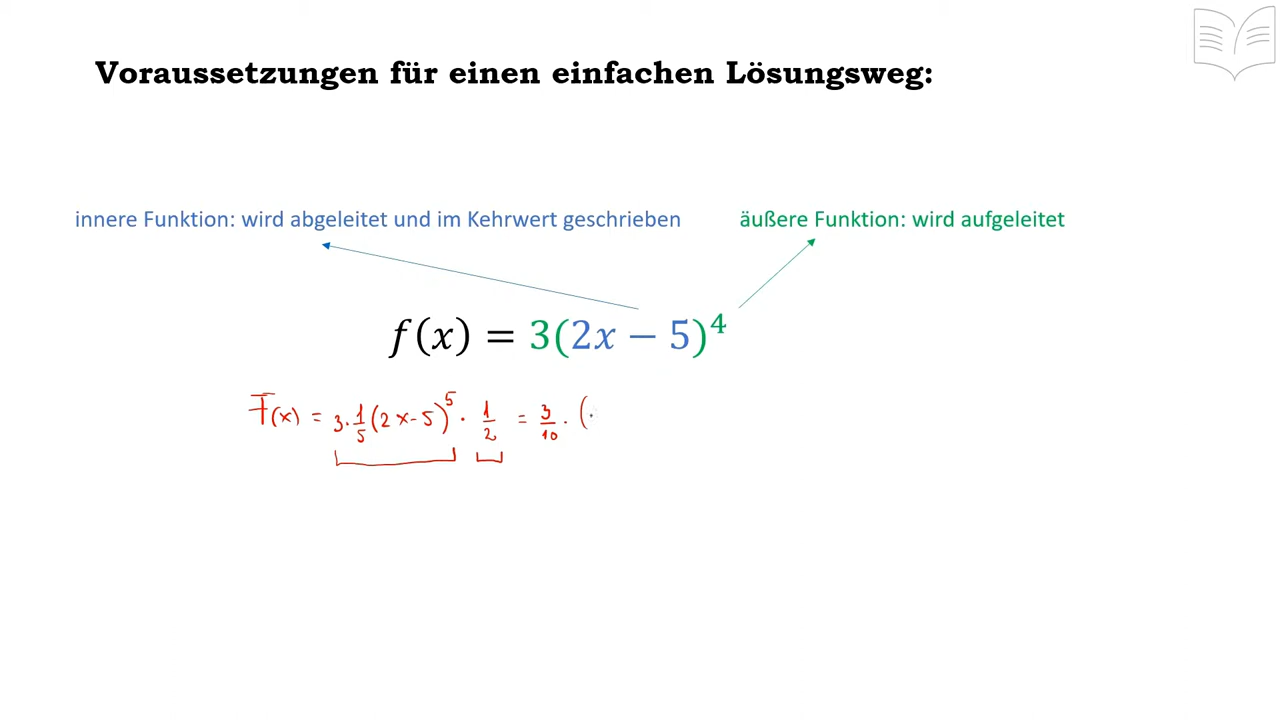 Voraussetzungen für einen einfachen Lösungsweg:
innere Funktion: wird abgeleitet und im Kehrwert geschrieben äußere Funktion: wird aufgeleitet
f(x) = 3(2x − 5)⁴
F(x) = 3·1/5(2x-5)⁵ · 1/2 = 3/10 · (